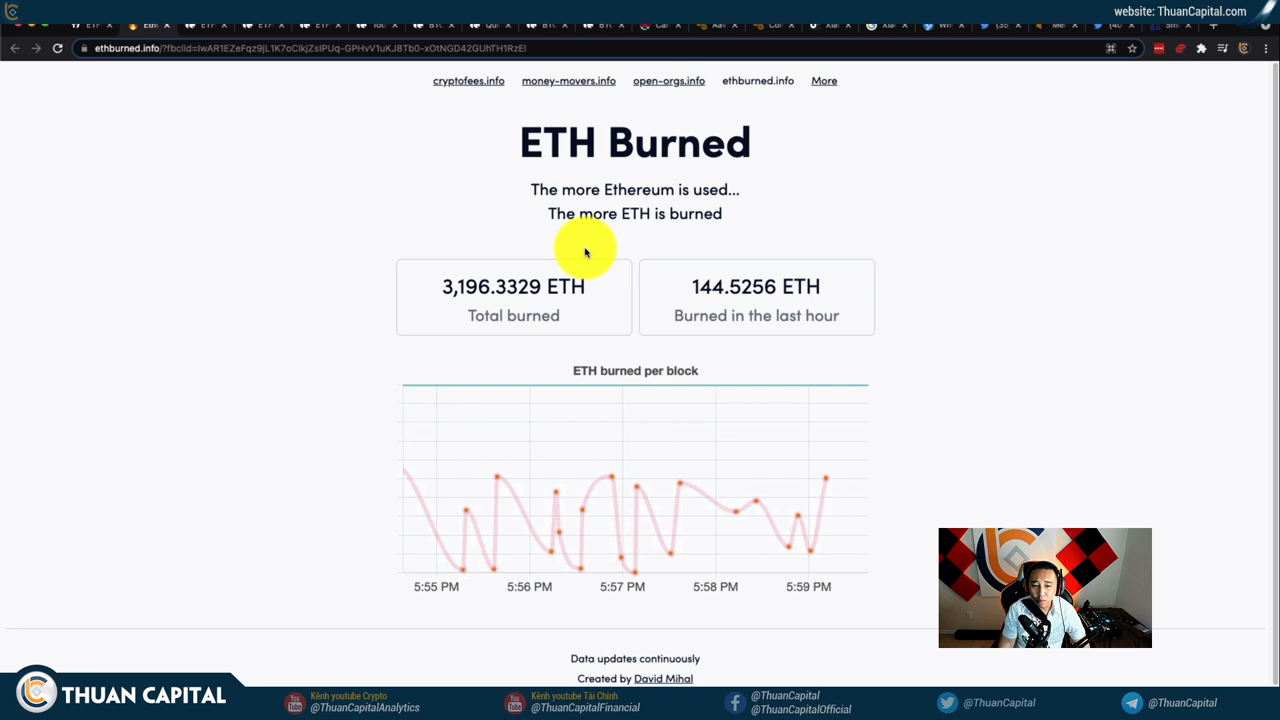 website: ThuanCapital.com
ethburned.info/?fbclid=IwAR1EZeFqz9jL1K7oClkjZsIPUq-GPHvV1uKJ8Tb0-xOtNGD42GUhTH1RzEI
cryptofees.info money-movers.info open-orgs.info ethburned.info More
ETH Burned
The more Ethereum is used...
The more ETH is burned
3,196.3329 ETH
Total burned
144.5256 ETH
Burned in the last hour
ETH burned per block
5:55 PM 5:56 PM 5:57 PM 5:58 PM 5:59 PM
Data updates continuously
Created by David Mihal
THUAN CAPITAL
Kênh youtube Crypto
@ThuanCapitalAnalytics
Kênh youtube Tài Chính
@ThuanCapitalFinancial
@ThuanCapital
@ThuanCapitalOfficial
@ThuanCapital
@ThuanCapital